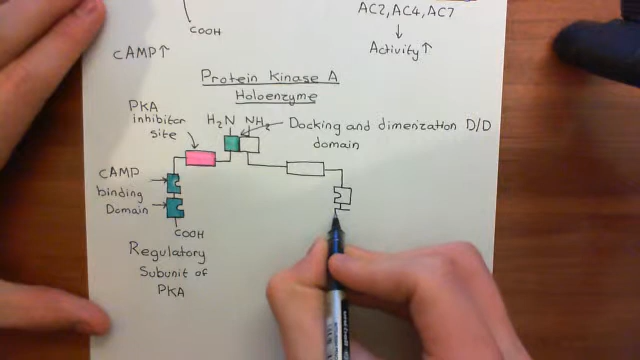 COOH
AC2, AC4, AC7
↓
Activity↑
cAMP↑
Protein Kinase A
Holoenzyme
PKA
inhibitor
site
H₂N NH₂
Docking and dimerization D/D
domain
CAMP
binding
Domain
COOH
Regulatory
Subunit of
PKA